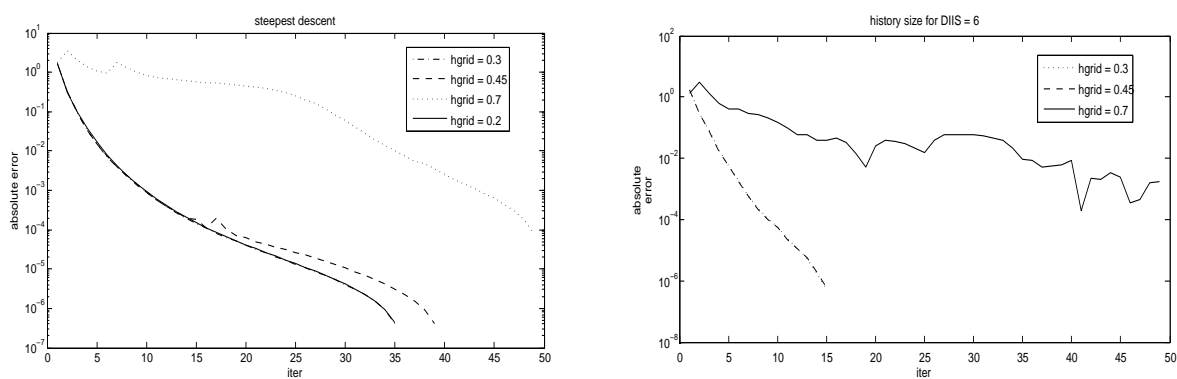 steepest descent
10^1
10^0
10^-1
10^-2
10^-3
10^-4
10^-5
10^-6
10^-7
absolute error
0 5 10 15 20 25 30 35 40 45 50
iter
hgrid = 0.3
hgrid = 0.45
hgrid = 0.7
hgrid = 0.2
history size for DIIS = 6
10^2
10^0
10^-2
10^-4
10^-6
10^-8
absolute
error
0 5 10 15 20 25 30 35 40 45 50
iter
hgrid = 0.3
hgrid = 0.45
hgrid = 0.7